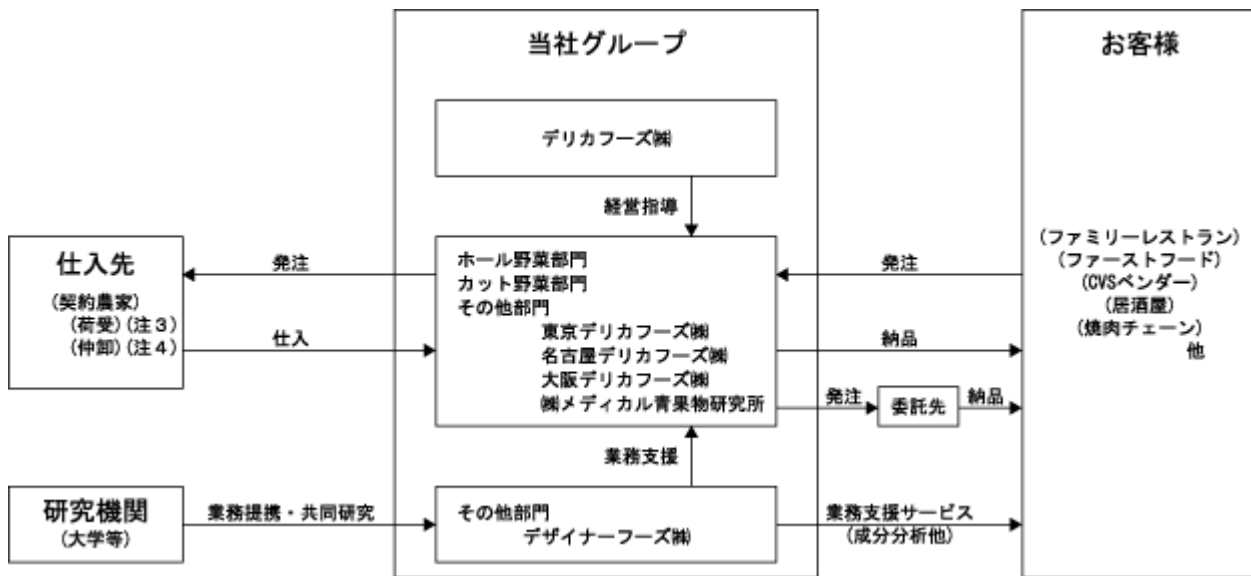 当社グループ
お客様
デリカフーズ㈱
経営指導
仕入先
(契約農家)
(荷受)(注3)
(仲卸)(注4)
発注
仕入
ホール野菜部門
カット野菜部門
その他部門
東京デリカフーズ㈱
名古屋デリカフーズ㈱
大阪デリカフーズ㈱
㈱メディカル青果物研究所
発注
納品
発注
委託先
納品
(ファミリーレストラン)
(ファーストフード)
(CVSベンダー)
(居酒屋)
(焼肉チェーン)
他
業務支援
研究機関
(大学等)
業務提携・共同研究
その他部門
デザイナーフーズ㈱
業務支援サービス
(成分分析他)